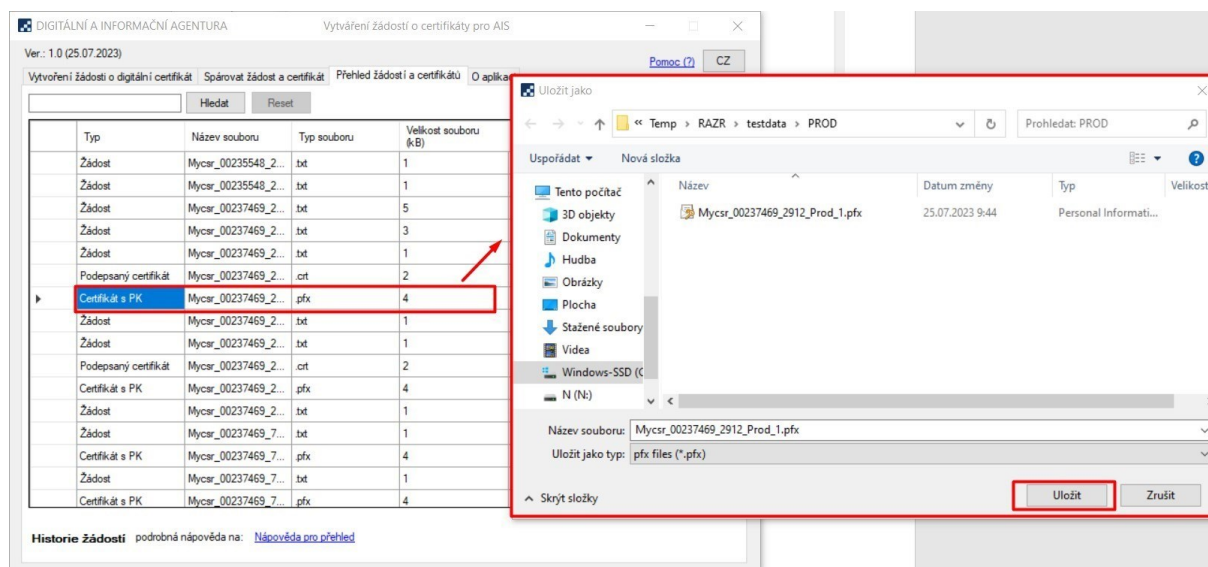 DIGITÁLNÍ A INFORMAČNÍ AGENTURA Vytváření žádostí o certifikáty pro AIS
Ver.: 1.0 (25.07.2023)
Pomoc (?) CZ
Vytvoření žádosti o digitální certifikát Spárovat žádost a certifikát Přehled žádostí a certifikátů O aplikac
Hledat Reset
Typ Název souboru Typ souboru Velikost souboru (kB)
Žádost Mycsr_00235548_2... .txt 1
Žádost Mycsr_00235548_2... .txt 1
Žádost Mycsr_00237469_2... .txt 5
Žádost Mycsr_00237469_2... .txt 3
Žádost Mycsr_00237469_2... .txt 1
Podepsaný certifikát Mycsr_00237469_2... .crt 2
Certifikát s PK Mycsr_00237469_2... .pfx 4
Žádost Mycsr_00237469_2... .txt 1
Žádost Mycsr_00237469_2... .txt 1
Podepsaný certifikát Mycsr_00237469_2... .crt 2
Certifikát s PK Mycsr_00237469_2... .pfx 4
Žádost Mycsr_00237469_2... .txt 1
Žádost Mycsr_00237469_7... .txt 1
Certifikát s PK Mycsr_00237469_7... .pfx 4
Žádost Mycsr_00237469_7... .txt 1
Certifikát s PK Mycsr_00237469_7... .pfx 4
Historie žádostí podrobná nápověda na: Nápověda pro přehled
Uložit jako
« Temp › RAZR › testdata › PROD Prohledat: PROD
Uspořádat Nová složka
Název Datum změny Typ Velikost
Mycsr_00237469_2912_Prod_1.pfx 25.07.2023 9:44 Personal Informati...
Tento počítač
3D objekty
Dokumenty
Hudba
Obrázky
Plocha
Stažené soubory
Videa
Windows-SSD (C
N (N:)
Název souboru: Mycsr_00237469_2912_Prod_1.pfx
Uložit jako typ: pfx files (*.pfx)
Skrýt složky Uložit Zrušit